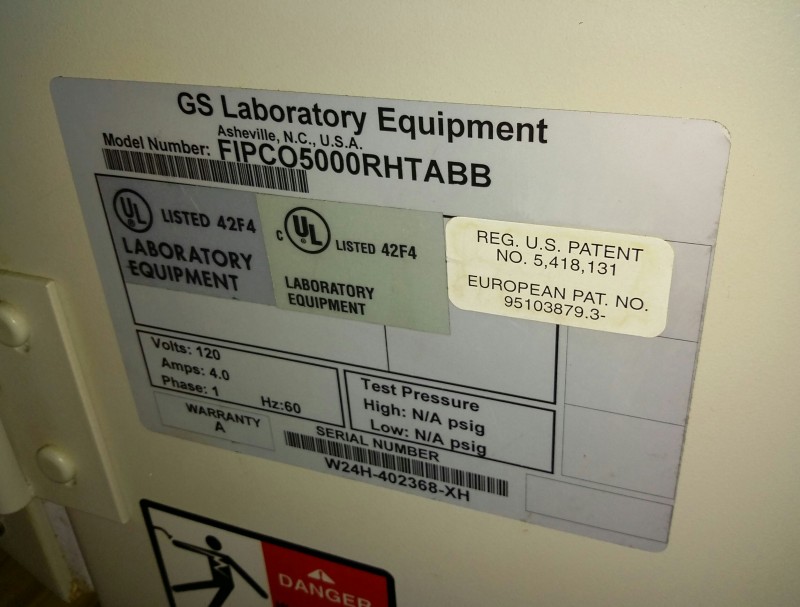 GS Laboratory Equipment
Asheville, N.C., U.S.A.
Model Number: FIPCO5000RHTABB
UL® LISTED 42F4
LABORATORY
EQUIPMENT
C UL® LISTED 42F4
LABORATORY
EQUIPMENT
REG. U.S. PATENT
NO. 5,418,131
EUROPEAN PAT. NO.
95103879.3-
Volts: 120
Amps: 4.0
Phase: 1 Hz:60
Test Pressure
High: N/A psig
Low: N/A psig
WARRANTY
A
SERIAL NUMBER
W24H-402368-XH
DANGER